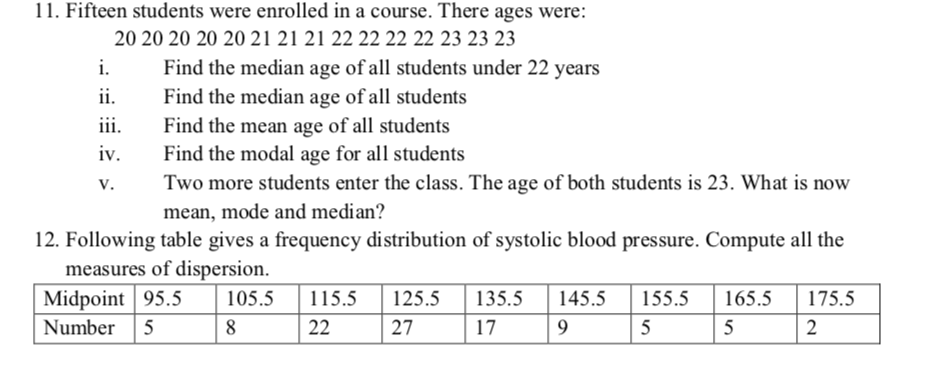 11. Fifteen students were enrolled in a course. There ages were:
20 20 20 20 20 21 21 21 22 22 22 22 23 23 23
i. Find the median age of all students under 22 years
ii. Find the median age of all students
iii. Find the mean age of all students
iv. Find the modal age for all students
v. Two more students enter the class. The age of both students is 23. What is now
mean, mode and median?
12. Following table gives a frequency distribution of systolic blood pressure. Compute all the
measures of dispersion.
Midpoint 95.5 105.5 115.5 125.5 135.5 145.5 155.5 165.5 175.5
Number 5 8 22 27 17 9 5 5 2